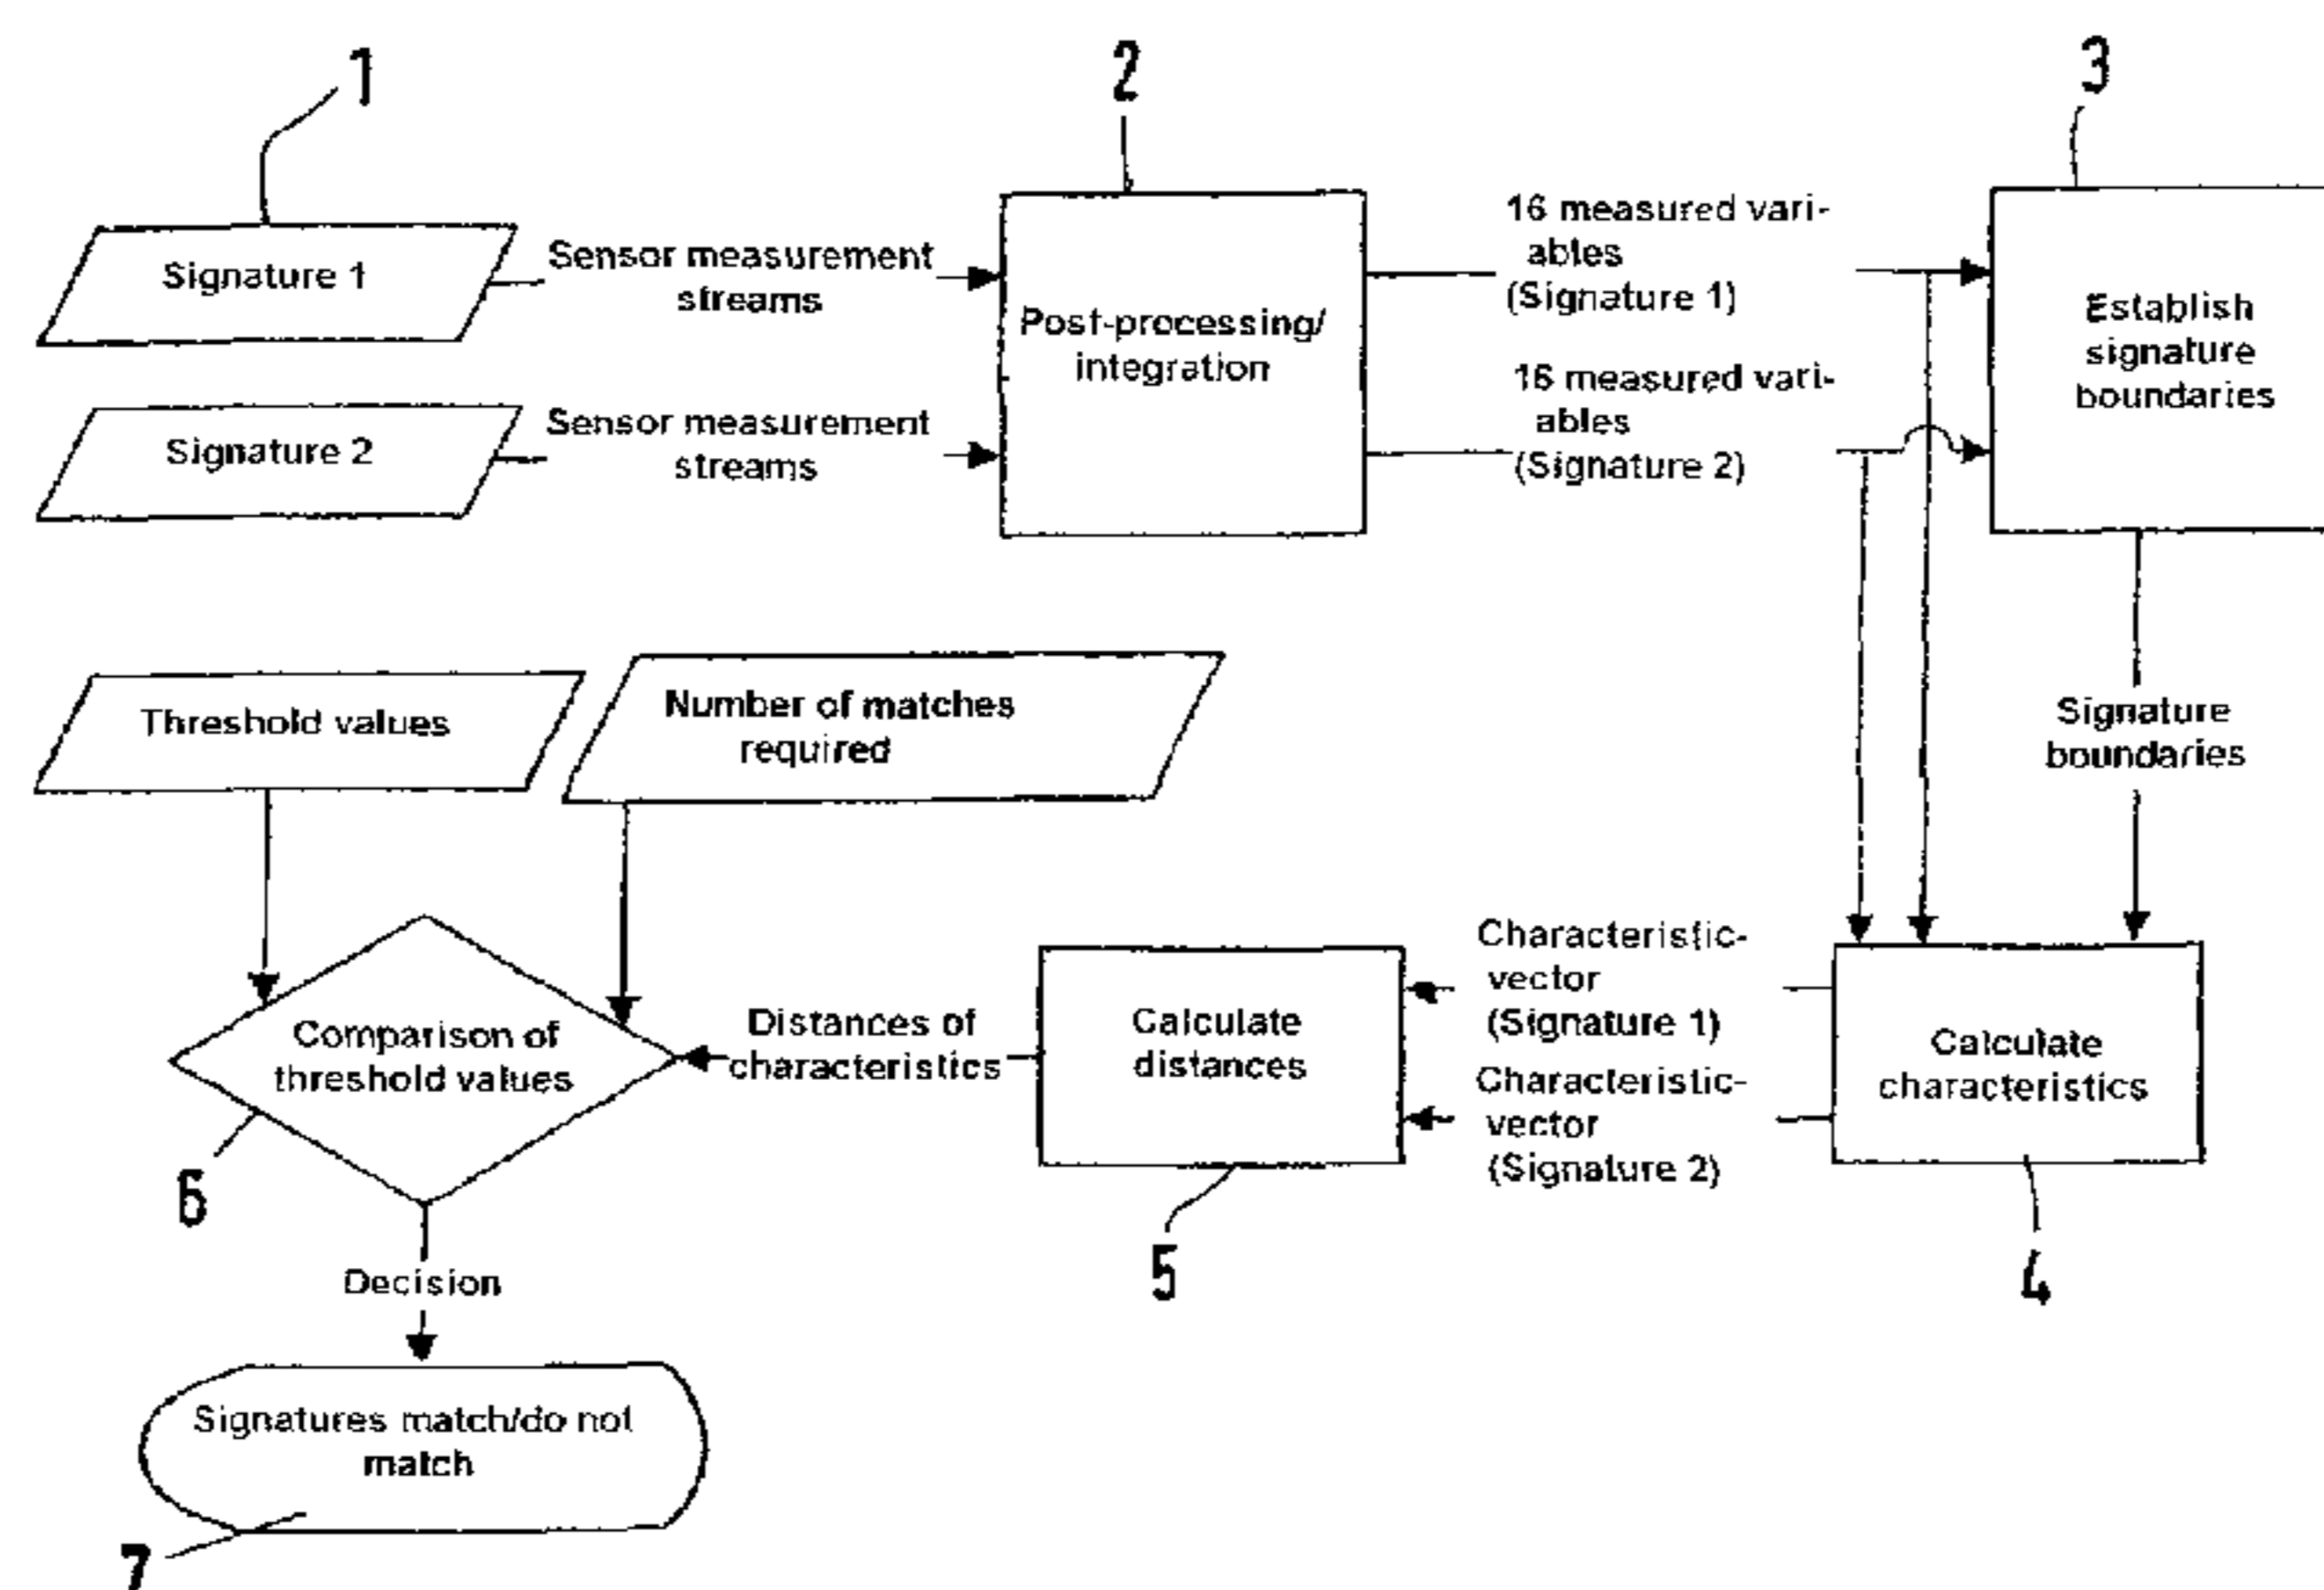 1
2
3
Signature 1
Sensor measurement
streams
Post-processing/
integration
16 measured vari-
ables
(Signature 1)
Establish
signature
boundaries
Signature 2
Sensor measurement
streams
16 measured vari-
ables
(Signature 2)
Threshold values
Number of matches
required
Signature
boundaries
Comparison of
threshold values
Distances of
characteristics
Calculate
distances
Characteristic-
vector
(Signature 1)
Characteristic-
vector
(Signature 2)
Calculate
characteristics
6
5
4
Decision
Signatures match/do not
match
7